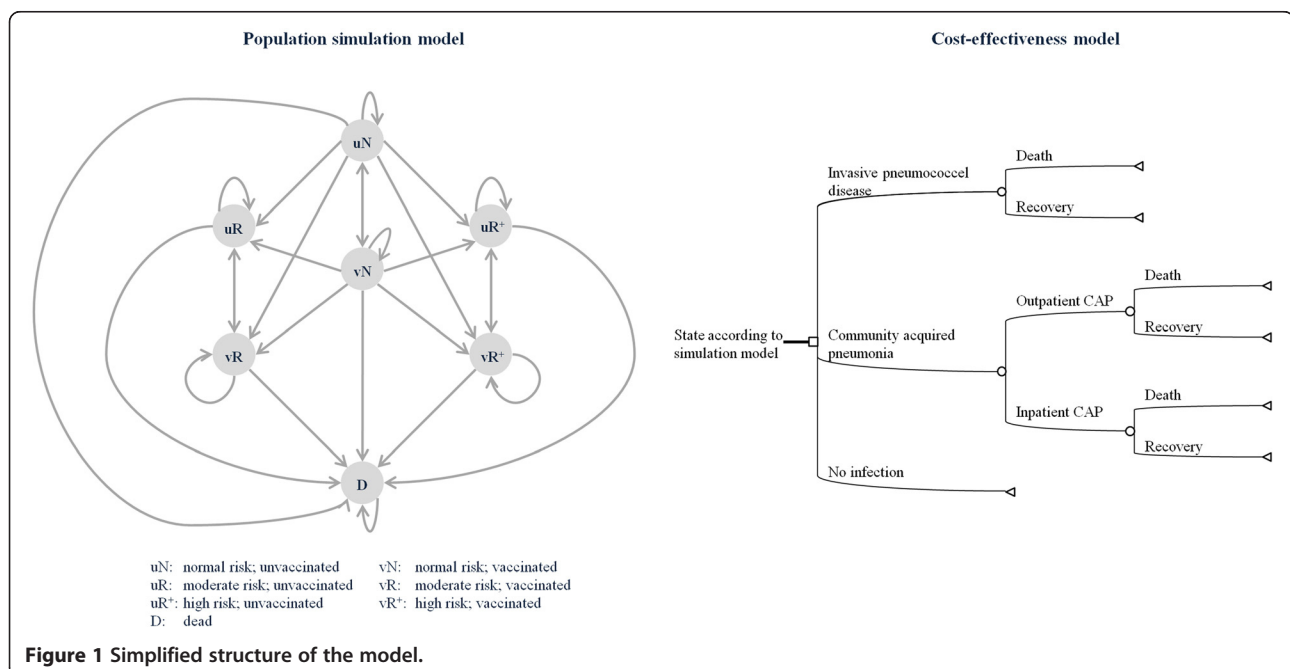 Population simulation model
uN
uR
uR+
vN
vR
vR+
D
uN: normal risk; unvaccinated
uR: moderate risk; unvaccinated
uR+: high risk; unvaccinated
D: dead
vN: normal risk; vaccinated
vR: moderate risk; vaccinated
vR+: high risk; vaccinated
Cost-effectiveness model
State according to
simulation model
Invasive pneumococcel
disease
Death
Recovery
Community acquired
pneumonia
Outpatient CAP
Death
Recovery
Inpatient CAP
Death
Recovery
No infection
Figure 1 Simplified structure of the model.